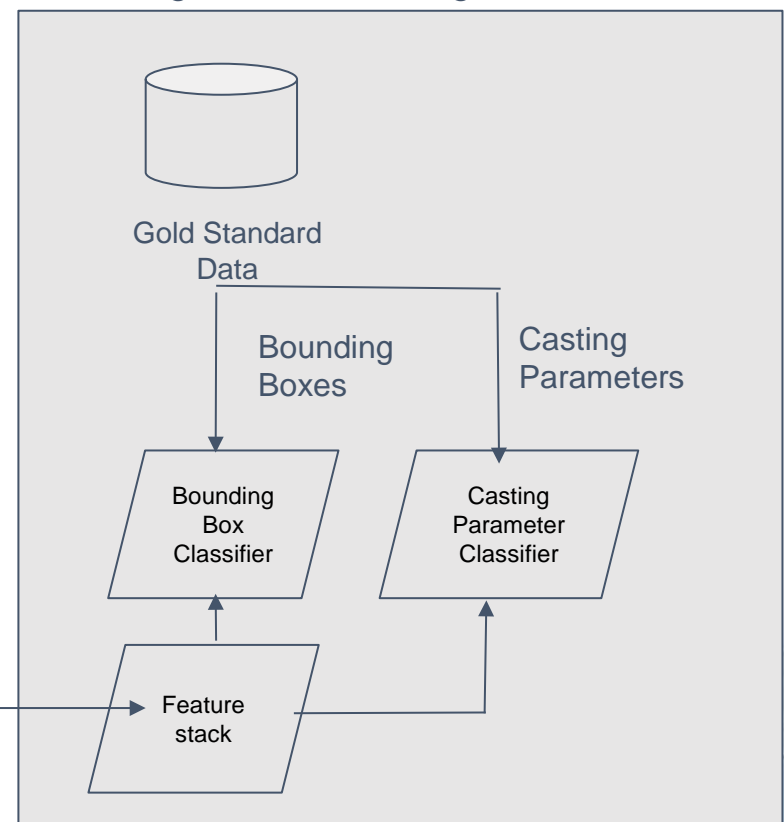 Gold Standard
Data
Bounding
Boxes
Casting
Parameters
Bounding
Box
Classifier
Casting
Parameter
Classifier
Feature
stack